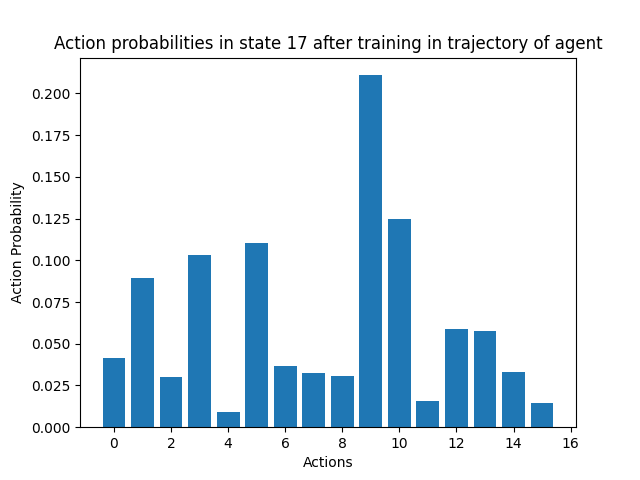 Action probabilities in state 17 after training in trajectory of agent
0.200
0.175
0.150
0.125
0.100
0.075
0.050
0.025
0.000
Action Probability
0 2 4 6 8 10 12 14 16
Actions